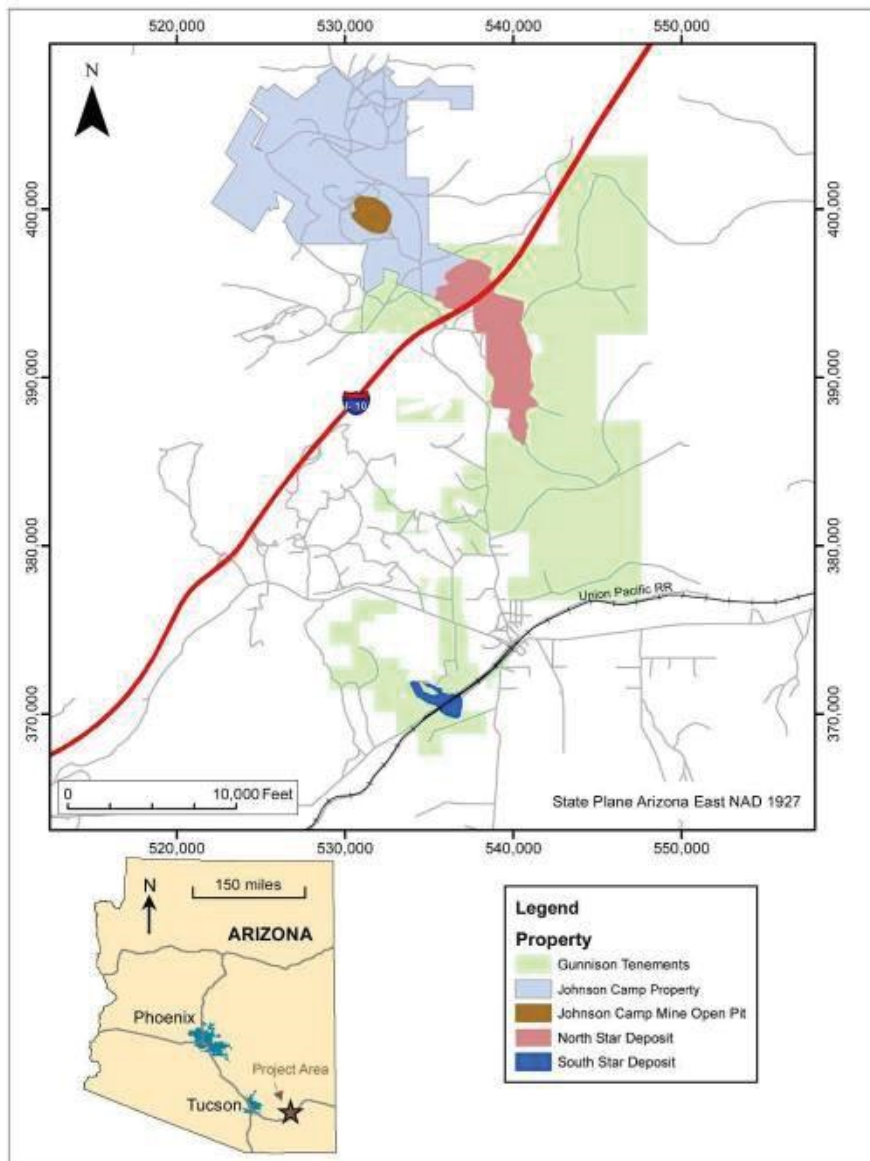 520,000
530,000
540,000
550,000
N
400,000
390,000
380,000
370,000
400,000
390,000
380,000
370,000
I-10
Union Pacific RR
0
10,000 Feet
State Plane Arizona East NAD 1927
520,000
530,000
540,000
550,000
N
150 miles
ARIZONA
Phoenix
Project Area
Tucson
Legend
Property
Gunnison Tenements
Johnson Camp Property
Johnson Camp Mine Open Pit
North Star Deposit
South Star Deposit